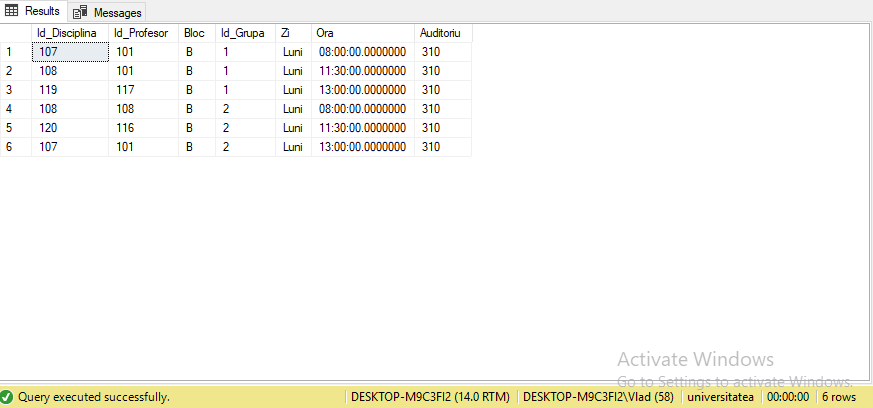 Results Messages
Id_Disciplina Id_Profesor Bloc Id_Grupa Zi Ora Auditoriu
1 107 101 B 1 Luni 08:00:00.0000000 310
2 108 101 B 1 Luni 11:30:00.0000000 310
3 119 117 B 1 Luni 13:00:00.0000000 310
4 108 108 B 2 Luni 08:00:00.0000000 310
5 120 116 B 2 Luni 11:30:00.0000000 310
6 107 101 B 2 Luni 13:00:00.0000000 310
Activate Windows
Go to Settings to activate Windows.
Query executed successfully. DESKTOP-M9C3FI2 (14.0 RTM) DESKTOP-M9C3FI2\Vlad (58) universitatea 00:00:00 6 rows